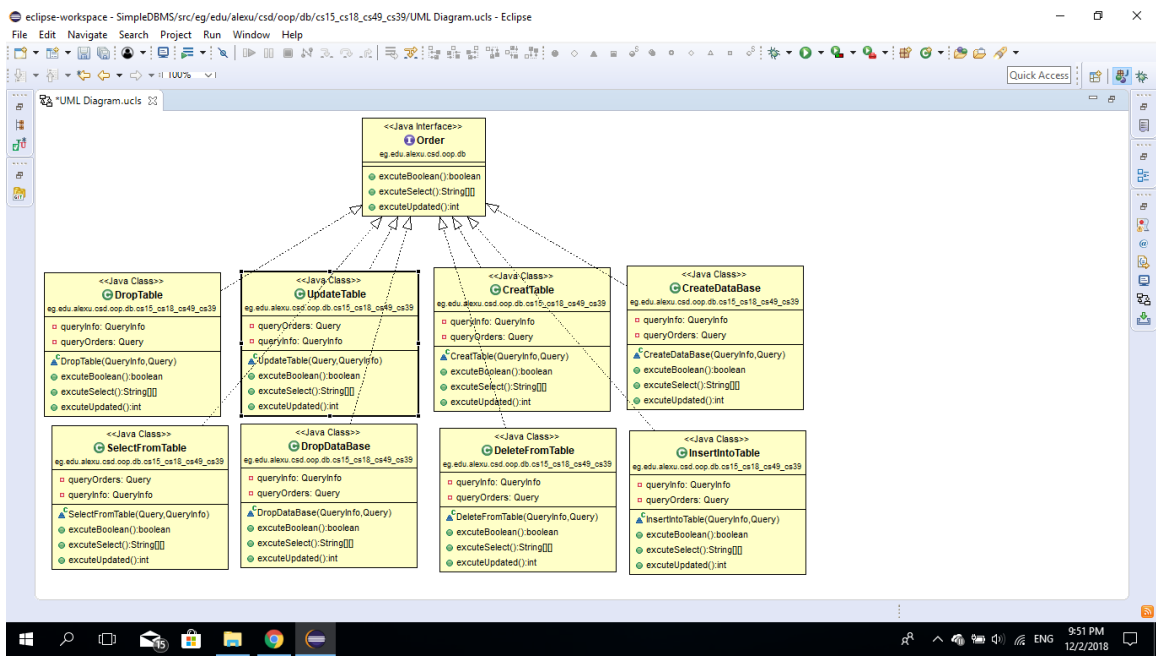 eclipse-workspace - SimpleDBMS/src/eg/edu/alexu/csd/oop/db/cs15_cs18_cs49_cs39/UML Diagram.ucls - Eclipse
File Edit Navigate Search Project Run Window Help
100%
Quick Access
*UML Diagram.ucls
<<Java Interface>>
Order
eg.edu.alexu.csd.oop.db
excuteBoolean():boolean
excuteSelect():String[][]
excuteUpdated():int
<<Java Class>>
DropTable
eg.edu.alexu.csd.oop.db.cs15_cs18_cs49_cs39
queryInfo: QueryInfo
queryOrders: Query
DropTable(QueryInfo,Query)
excuteBoolean():boolean
excuteSelect():String[][]
excuteUpdated():int
<<Java Class>>
UpdateTable
eg.edu.alexu.csd.oop.db.cs15_cs18_cs49_cs39
queryOrders: Query
queryInfo: QueryInfo
UpdateTable(Query,QueryInfo)
excuteBoolean():boolean
excuteSelect():String[][]
excuteUpdated():int
<<Java Class>>
CreatTable
eg.edu.alexu.csd.oop.db.cs15_cs18_cs49_cs39
queryInfo: QueryInfo
queryOrders: Query
CreatTable(QueryInfo,Query)
excuteBoolean():boolean
excuteSelect():String[][]
excuteUpdated():int
<<Java Class>>
CreateDataBase
eg.edu.alexu.csd.oop.db.cs15_cs18_cs49_cs39
queryInfo: QueryInfo
queryOrders: Query
CreateDataBase(QueryInfo,Query)
excuteBoolean():boolean
excuteSelect():String[][]
excuteUpdated():int
<<Java Class>>
SelectFromTable
eg.edu.alexu.csd.oop.db.cs15_cs18_cs49_cs39
queryOrders: Query
queryInfo: QueryInfo
SelectFromTable(Query,QueryInfo)
excuteBoolean():boolean
excuteSelect():String[][]
excuteUpdated():int
<<Java Class>>
DropDataBase
eg.edu.alexu.csd.oop.db.cs15_cs18_cs49_cs39
queryInfo: QueryInfo
queryOrders: Query
DropDataBase(QueryInfo,Query)
excuteBoolean():boolean
excuteSelect():String[][]
excuteUpdated():int
<<Java Class>>
DeleteFromTable
eg.edu.alexu.csd.oop.db.cs15_cs18_cs49_cs39
queryInfo: QueryInfo
queryOrders: Query
DeleteFromTable(QueryInfo,Query)
excuteBoolean():boolean
excuteSelect():String[][]
excuteUpdated():int
<<Java Class>>
InsertIntoTable
eg.edu.alexu.csd.oop.db.cs15_cs18_cs49_cs39
queryInfo: QueryInfo
queryOrders: Query
InsertIntoTable(QueryInfo,Query)
excuteBoolean():boolean
excuteSelect():String[][]
excuteUpdated():int
15
ENG
9:51 PM
12/2/2018